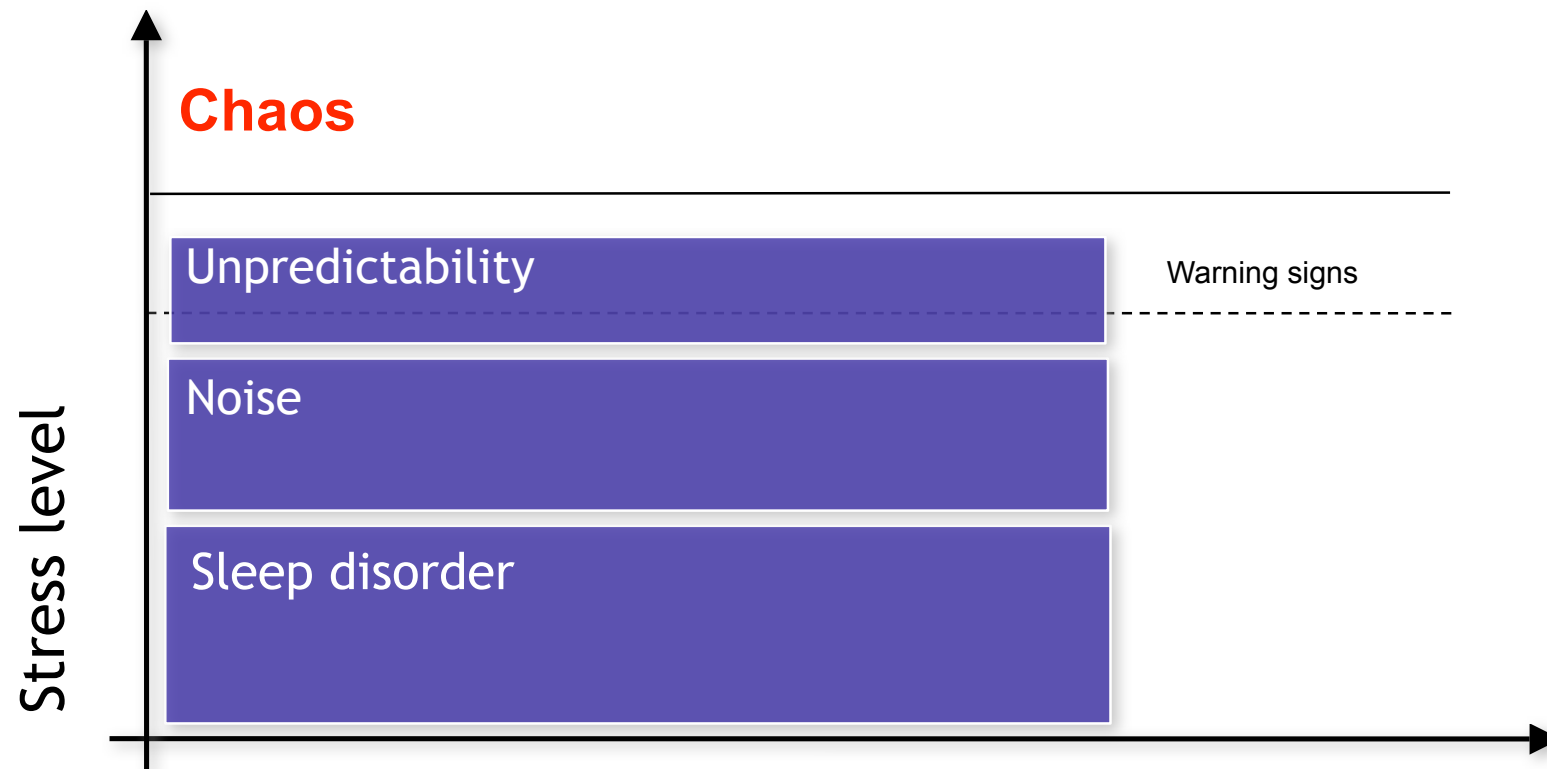 Chaos
Unpredictability
Warning signs
Noise
Sleep disorder
Stress level